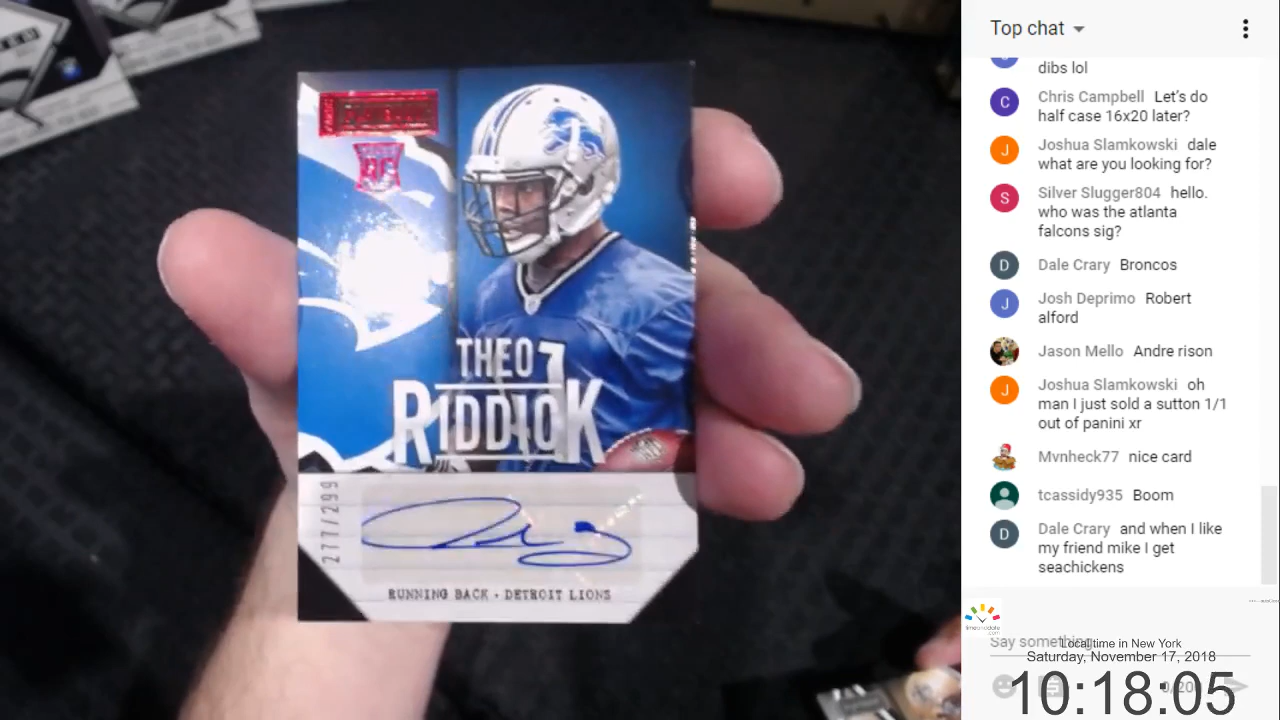 THEO
RIDDICK
277/299
RUNNING BACK · DETROIT LIONS
Top chat
dibs lol
C
Chris Campbell Let's do
half case 16x20 later?
J
Joshua Slamkowski dale
what are you looking for?
S
Silver Slugger804 hello.
who was the atlanta
falcons sig?
D
Dale Crary Broncos
J
Josh Deprimo Robert
alford
Jason Mello Andre rison
J
Joshua Slamkowski oh
man I just sold a sutton 1/1
out of panini xr
Mvnheck77 nice card
tcassidy935 Boom
D
Dale Crary and when I like
my friend mike I get
seachickens
Say something
Local time in New York
Saturday, November 17, 2018
0/200
10:18:05